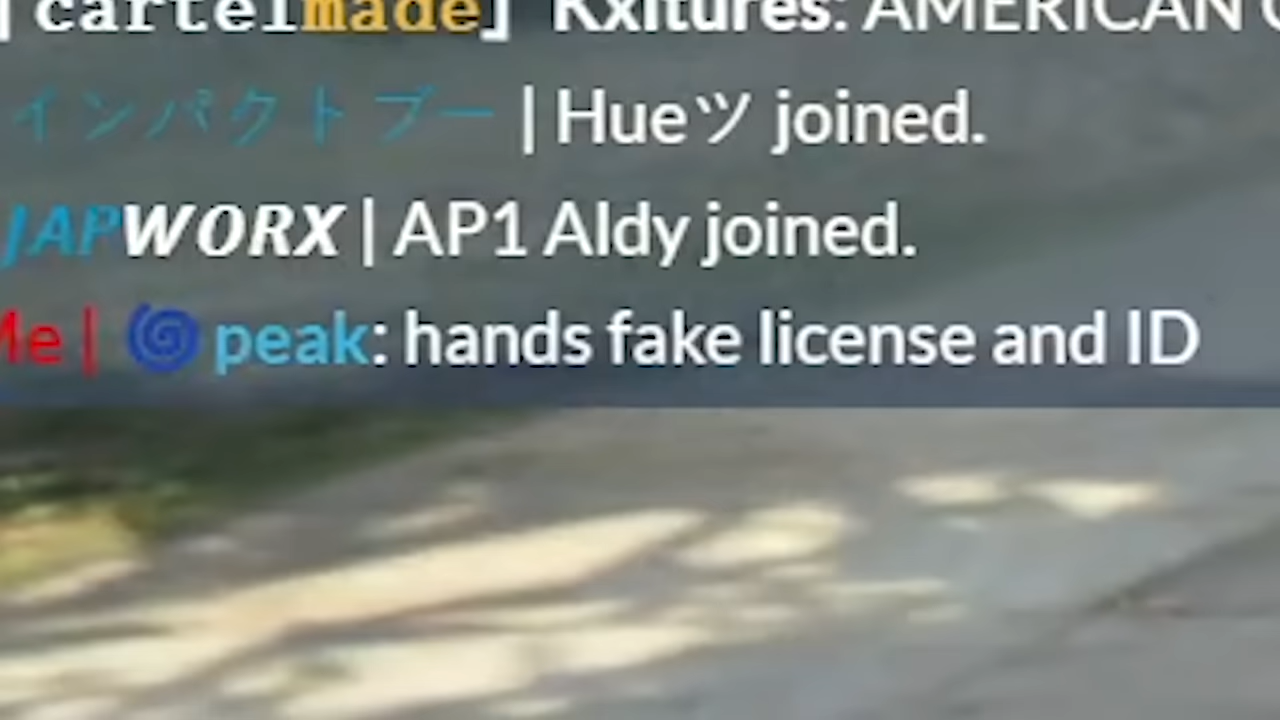 cartelmade] Kxitures: AMERICAN
インパクト ブー | Hueツ joined.
JAPWORX | AP1 Aldy joined.
Me | 🌀 peak: hands fake license and ID